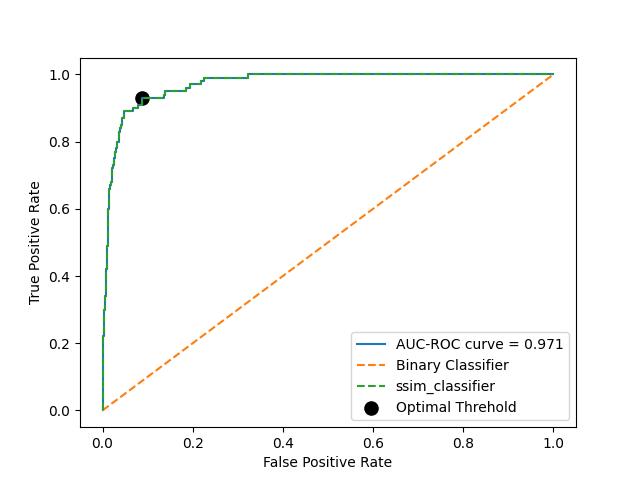 1.0
0.8
0.6
0.4
0.2
0.0
True Positive Rate
AUC-ROC curve = 0.971
Binary Classifier
ssim_classifier
Optimal Threhold
0.0 0.2 0.4 0.6 0.8 1.0
False Positive Rate